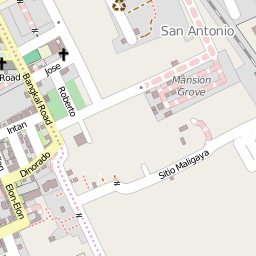 San Antonio
Road
Jose
Bangkal Road
Roberto
Mansion
Grove
Intan
Dinorado
Sitio Maligaya
Elon-Elon